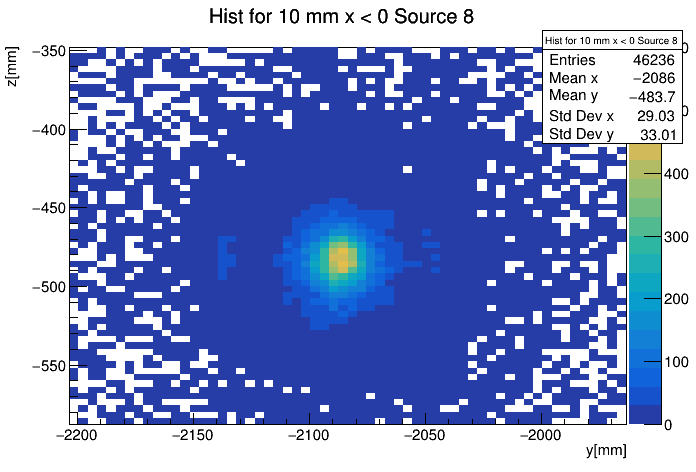 Hist for 10 mm x < 0 Source 8
Hist for 10 mm x < 0 Source 8
Entries 46236
Mean x −2086
Mean y −483.7
Std Dev x 29.03
Std Dev y 33.01
z[mm]
−350
−400
−450
−500
−550
−2200 −2150 −2100 −2050 −2000
y[mm]
400
300
200
100
0